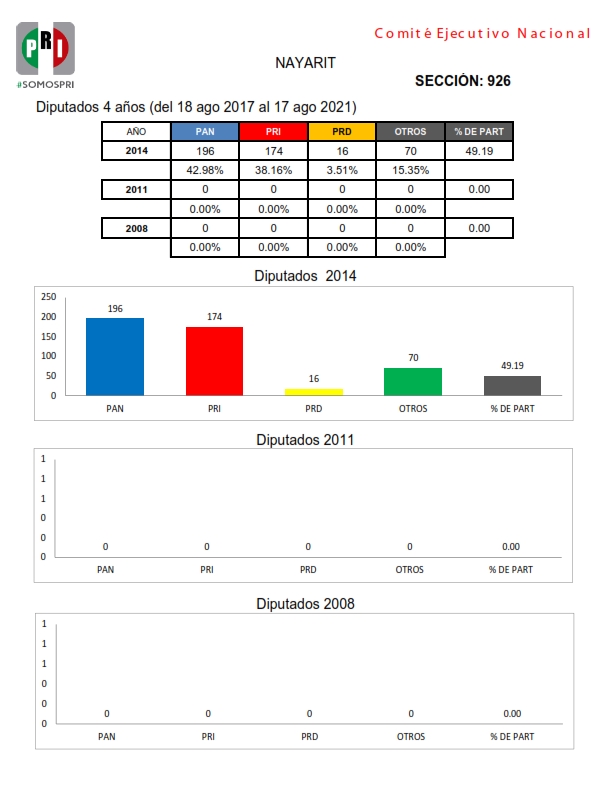 Comité Ejecutivo Nacional
PRI
#SOMOSPRI
NAYARIT
SECCIÓN: 926
Diputados 4 años (del 18 ago 2017 al 17 ago 2021)
AÑO PAN PRI PRD OTROS % DE PART
2014 196 174 16 70 49.19
42.98% 38.16% 3.51% 15.35%
2011 0 0 0 0 0.00
0.00% 0.00% 0.00% 0.00%
2008 0 0 0 0 0.00
0.00% 0.00% 0.00% 0.00%
Diputados 2014
250
200
150
100
50
0
196 174 16 70 49.19
PAN PRI PRD OTROS % DE PART
Diputados 2011
1
1
1
0
0
0
0 0 0 0 0.00
PAN PRI PRD OTROS % DE PART
Diputados 2008
1
1
1
0
0
0
0 0 0 0 0.00
PAN PRI PRD OTROS % DE PART